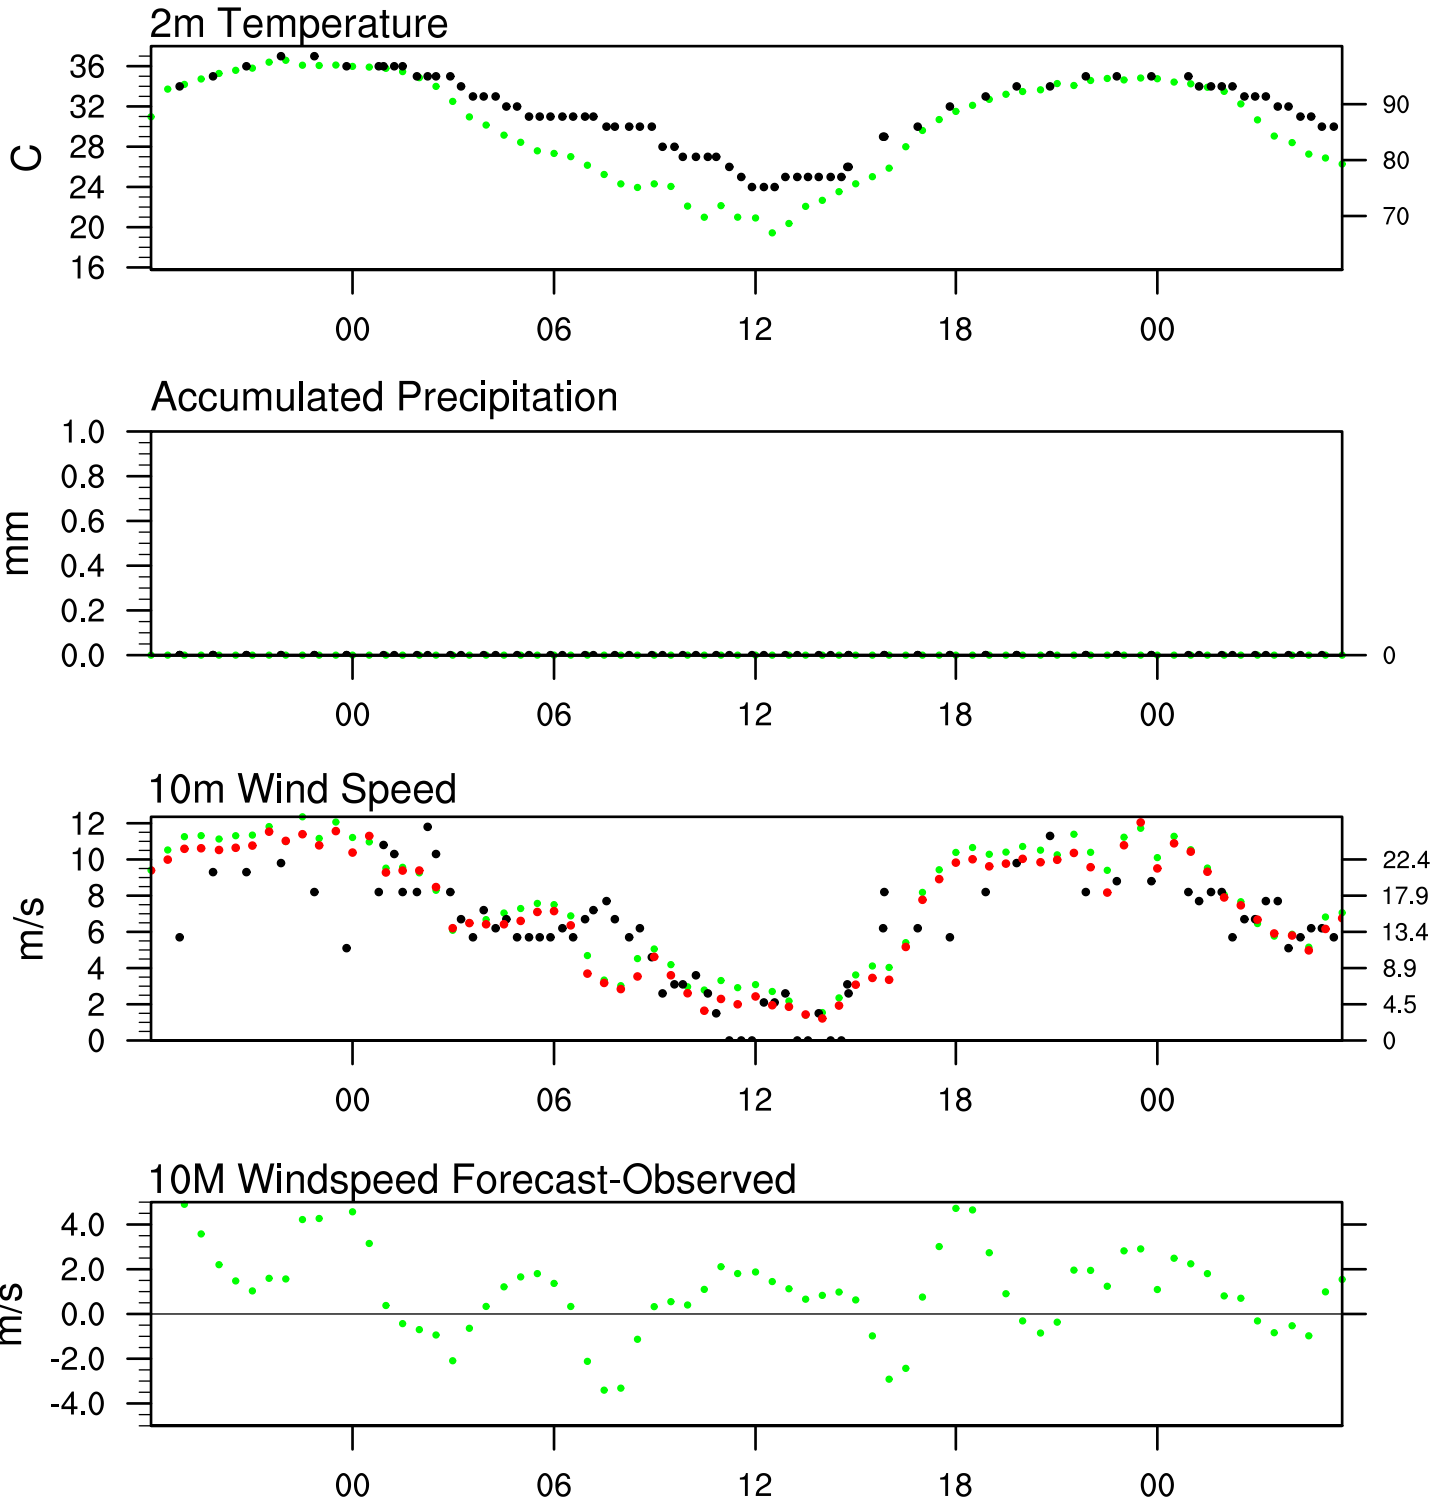 2m Temperature
36
32
28
24
20
16
C
90
80
70
00 06 12 18 00
Accumulated Precipitation
1.0
0.8
0.6
0.4
0.2
0.0
mm
0
00 06 12 18 00
10m Wind Speed
12
10
8
6
4
2
0
m/s
22.4
17.9
13.4
8.9
4.5
0
00 06 12 18 00
10M Windspeed Forecast-Observed
4.0
2.0
0.0
-2.0
-4.0
m/s
00 06 12 18 00